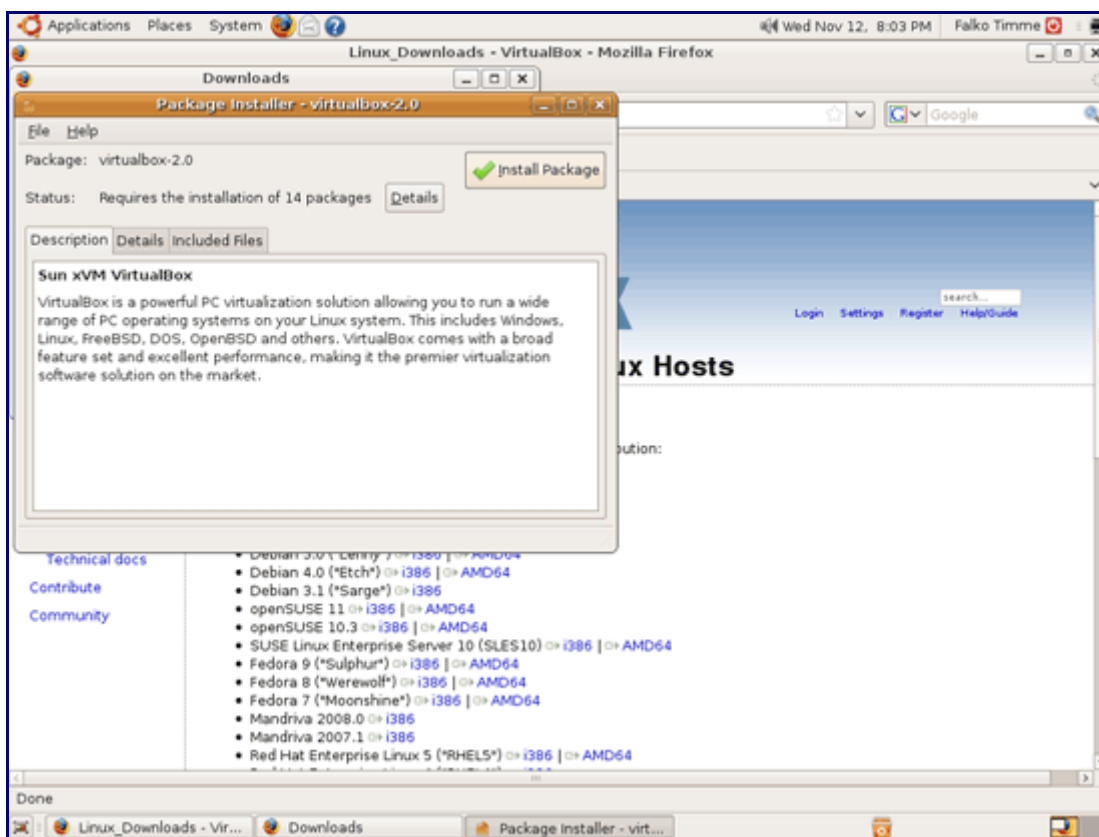 Applications Places System Wed Nov 12, 8:03 PM Falko Timme
Linux_Downloads - VirtualBox - Mozilla Firefox
Downloads
Package Installer - virtualbox-2.0
Google
File Help
Package: virtualbox-2.0
Install Package
Status: Requires the installation of 14 packages Details
Description Details Included Files
Sun xVM VirtualBox
VirtualBox is a powerful PC virtualization solution allowing you to run a wide
range of PC operating systems on your Linux system. This includes Windows,
Linux, FreeBSD, DOS, OpenBSD and others. VirtualBox comes with a broad
feature set and excellent performance, making it the premier virtualization
software solution on the market.
search...
Login Settings Register Help/Guide
Hosts
Technical docs
Contribute
Community
Debian 5.0 ("Lenny") i386 | AMD64
• Debian 4.0 ("Etch") i386 | AMD64
• Debian 3.1 ("Sarge") i386
• openSUSE 11 i386 | AMD64
• openSUSE 10.3 i386 | AMD64
• SUSE Linux Enterprise Server 10 (SLES10) i386 | AMD64
• Fedora 9 ("Sulphur") i386 | AMD64
• Fedora 8 ("Werewolf") i386 | AMD64
• Fedora 7 ("Moonshine") i386 | AMD64
• Mandriva 2008.0 i386
• Mandriva 2007.1 i386
• Red Hat Enterprise Linux 5 ("RHEL5") i386 | AMD64
Done
Linux_Downloads - Vir... Downloads Package Installer - virt...